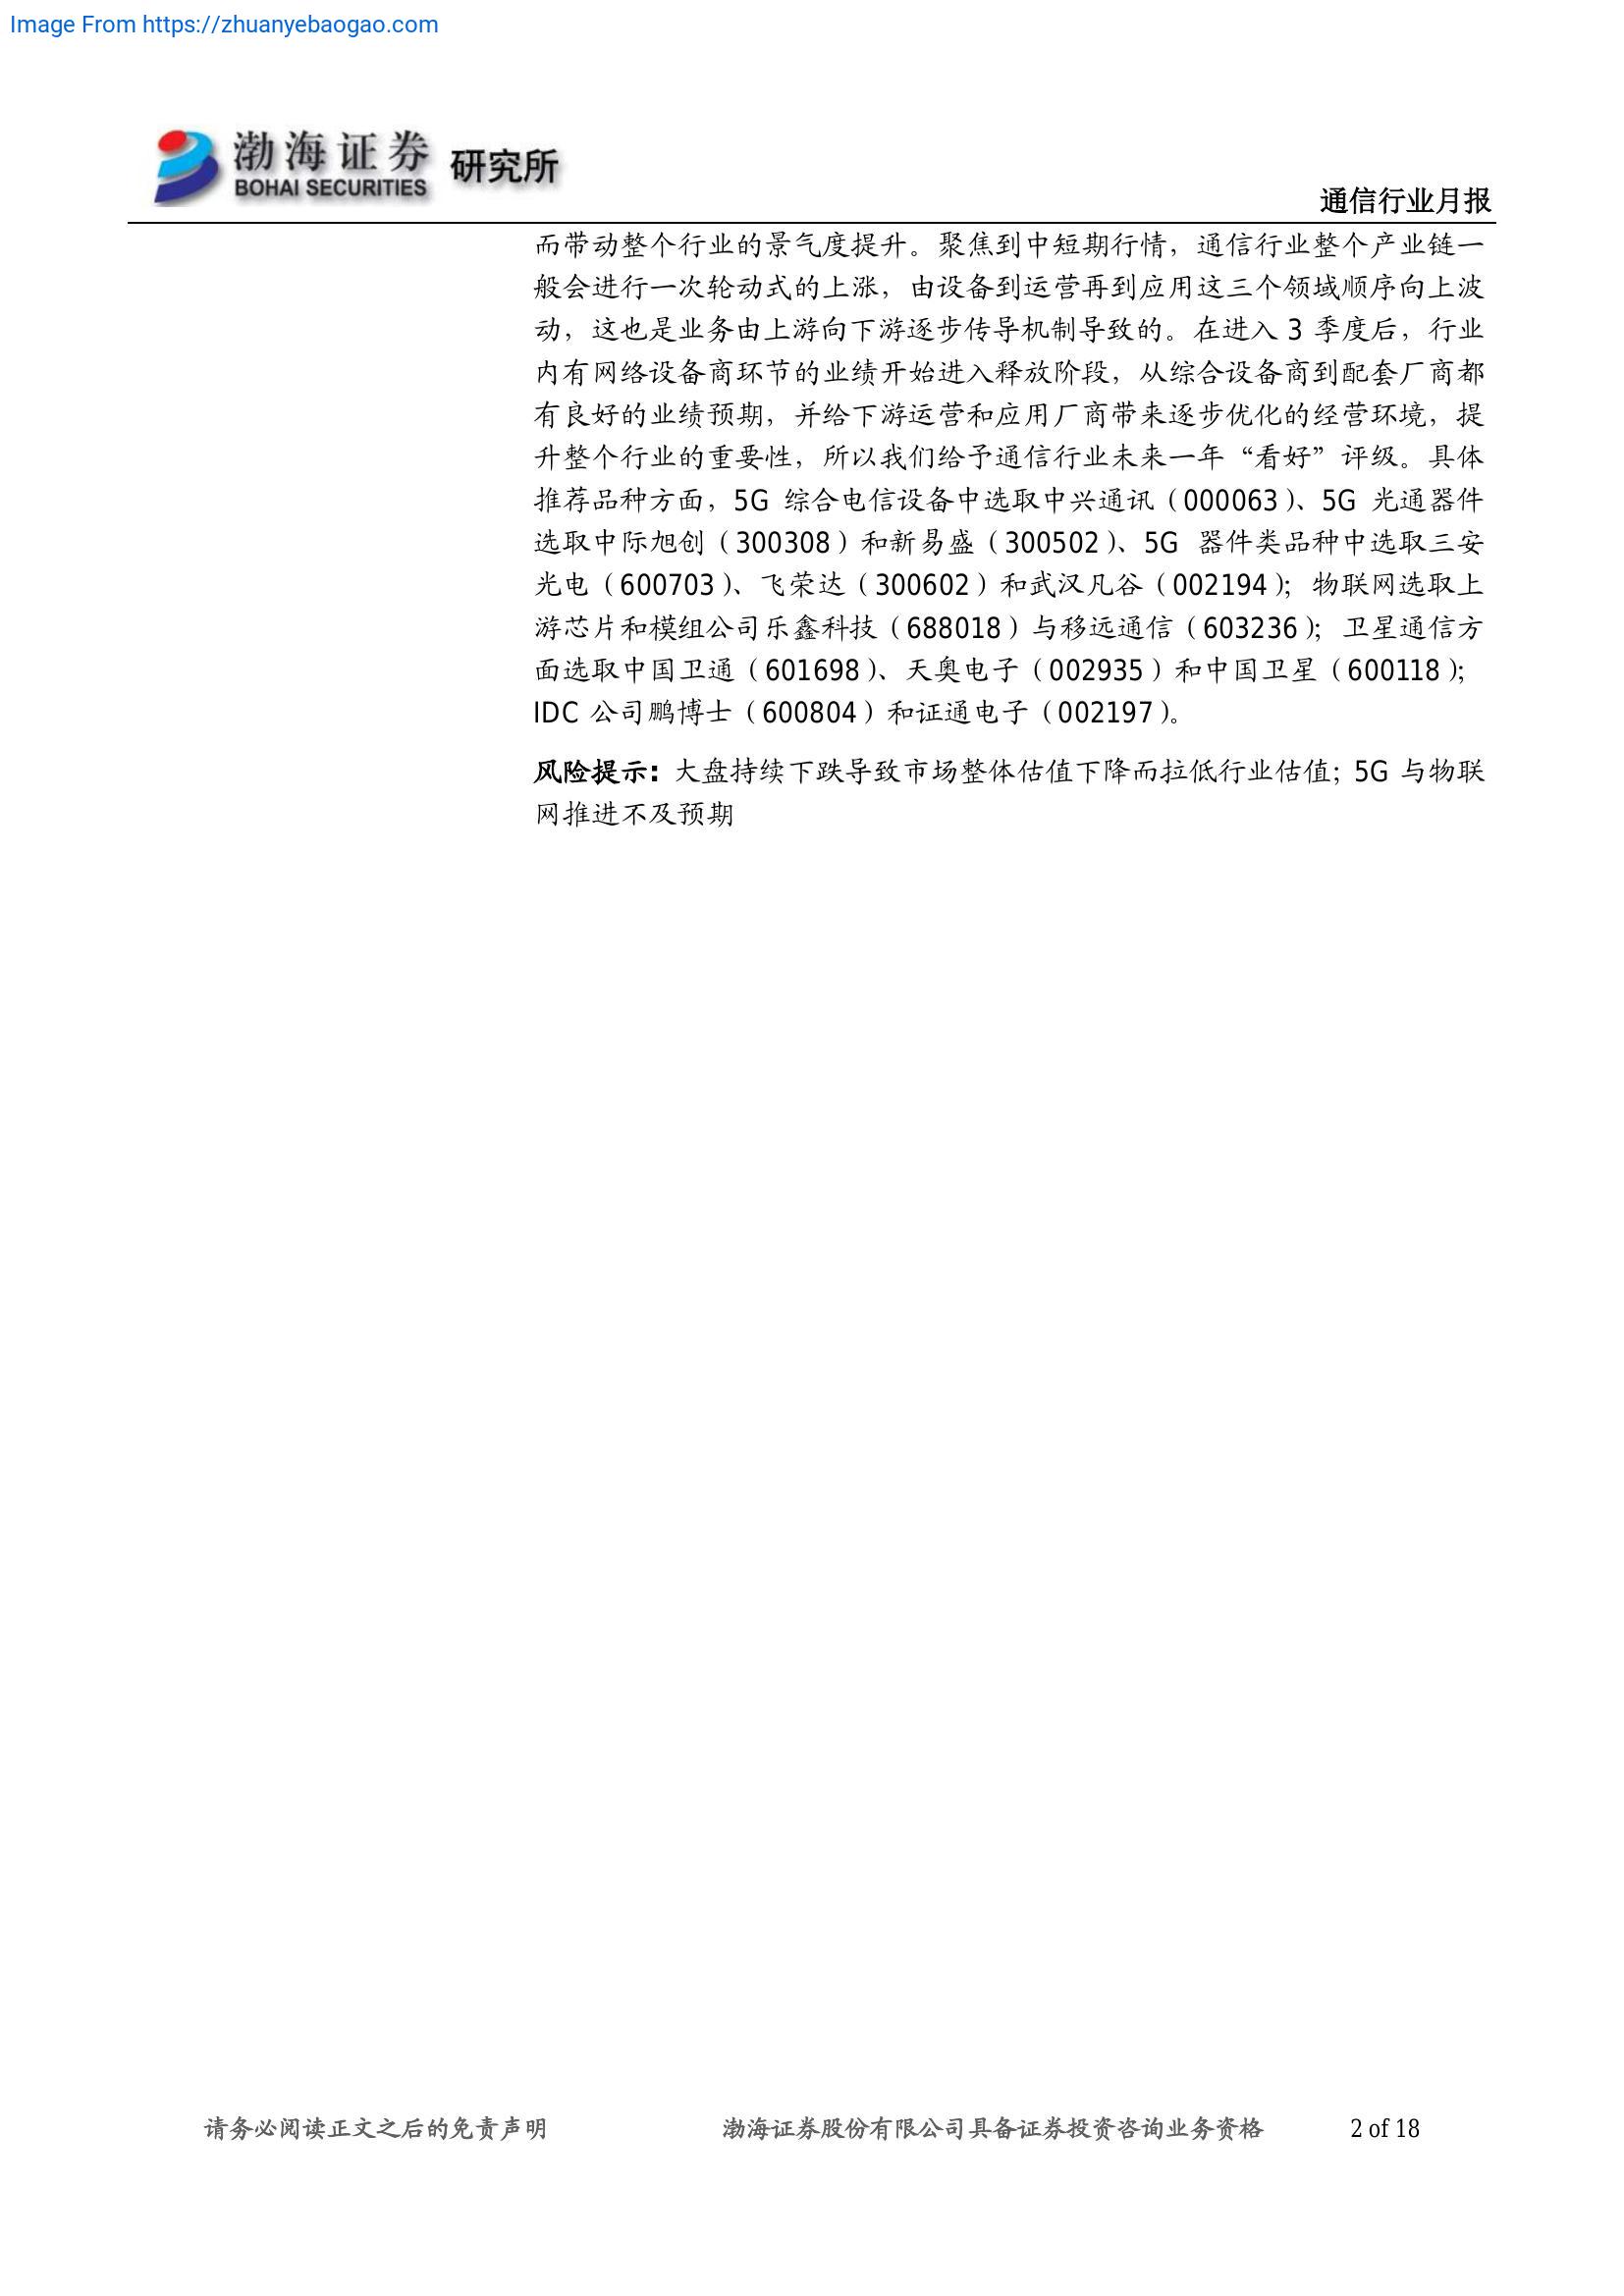 Image From https://zhuanyebaogao.com
渤海证券 研究所
BOHAI SECURITIES
通信行业月报
而带动整个行业的景气度提升。聚焦到中短期行情，通信行业整个产业链一
般会进行一次轮动式的上涨，由设备到运营再到应用这三个领域顺序向上波
动，这也是业务由上游向下游逐步传导机制导致的。在进入 3 季度后，行业
内有网络设备商环节的业绩开始进入释放阶段，从综合设备商到配套厂商都
有良好的业绩预期，并给下游运营和应用厂商带来逐步优化的经营环境，提
升整个行业的重要性，所以我们给予通信行业未来一年“看好”评级。具体
推荐品种方面，5G 综合电信设备中选取中兴通讯（000063）、5G 光通器件
选取中际旭创（300308）和新易盛（300502）、5G 器件类品种中选取三安
光电（600703）、飞荣达（300602）和武汉凡谷（002194）；物联网选取上
游芯片和模组公司乐鑫科技（688018）与移远通信（603236）；卫星通信方
面选取中国卫通（601698）、天奥电子（002935）和中国卫星（600118）；
IDC 公司鹏博士（600804）和证通电子（002197）。
风险提示：大盘持续下跌导致市场整体估值下降而拉低行业估值；5G 与物联
网推进不及预期
请务必阅读正文之后的免责声明 渤海证券股份有限公司具备证券投资咨询业务资格 2 of 18